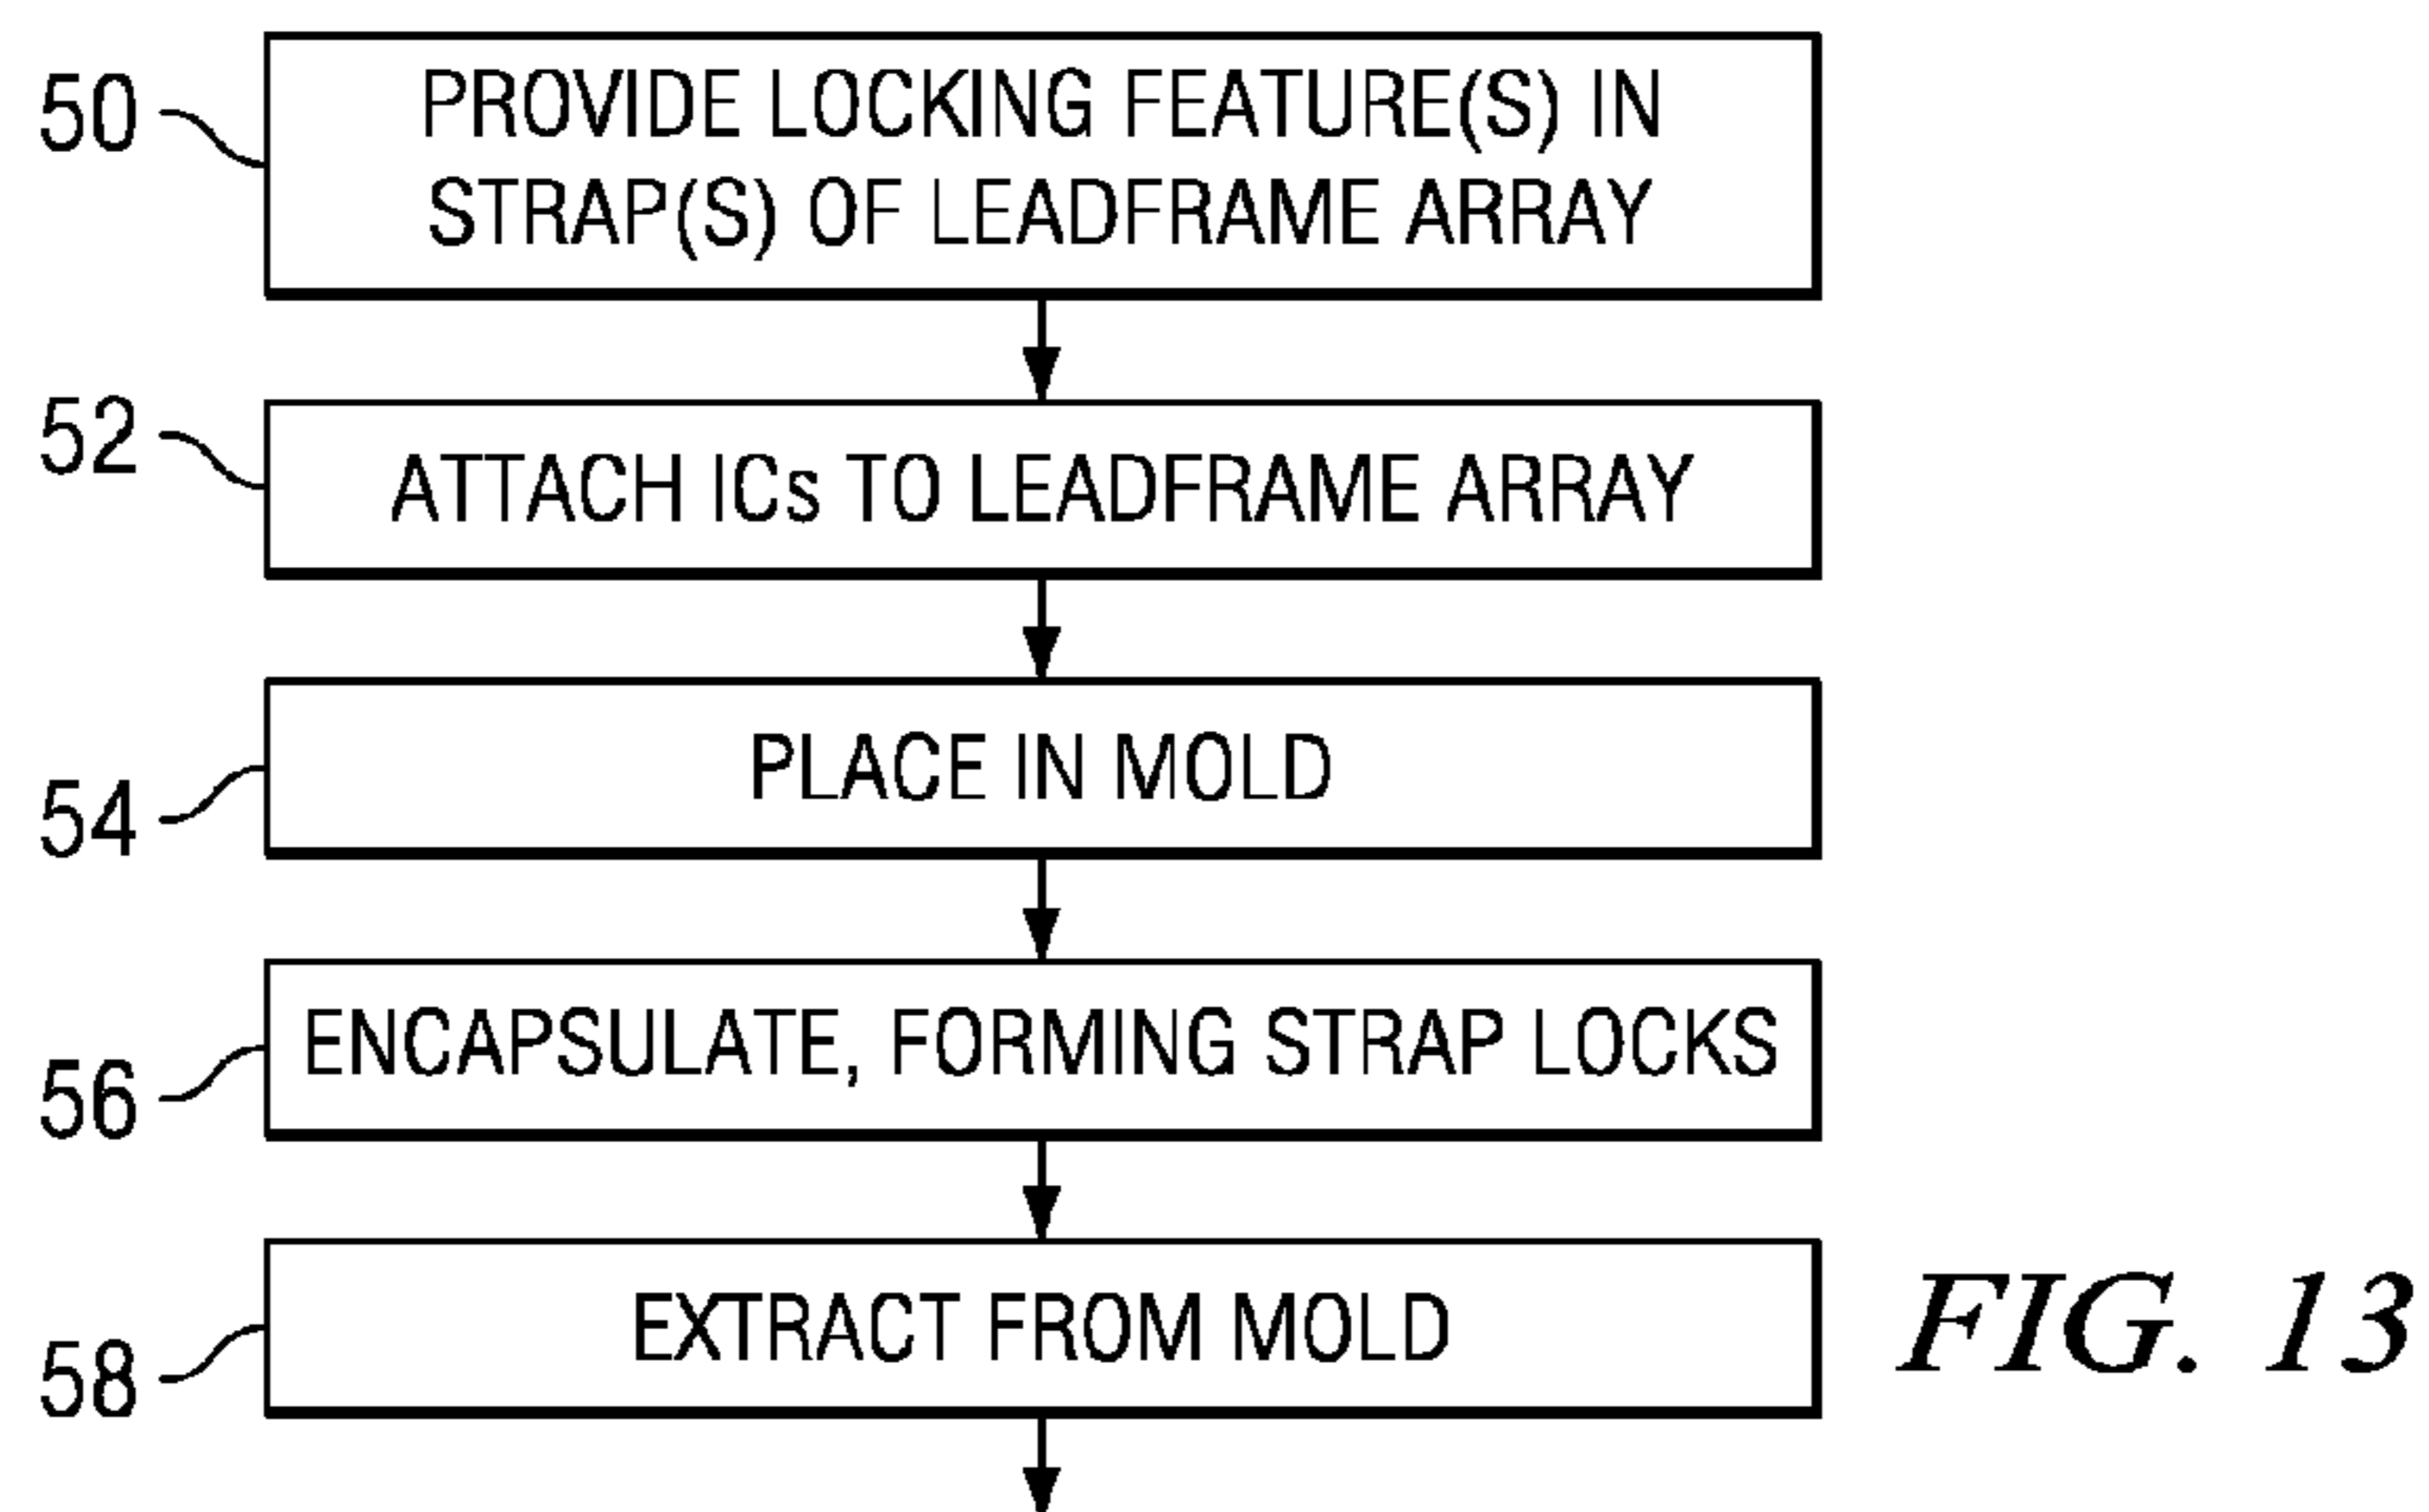 50
PROVIDE LOCKING FEATURE(S) IN
STRAP(S) OF LEADFRAME ARRAY
52
ATTACH ICs TO LEADFRAME ARRAY
54
PLACE IN MOLD
56
ENCAPSULATE, FORMING STRAP LOCKS
58
EXTRACT FROM MOLD
FIG. 13